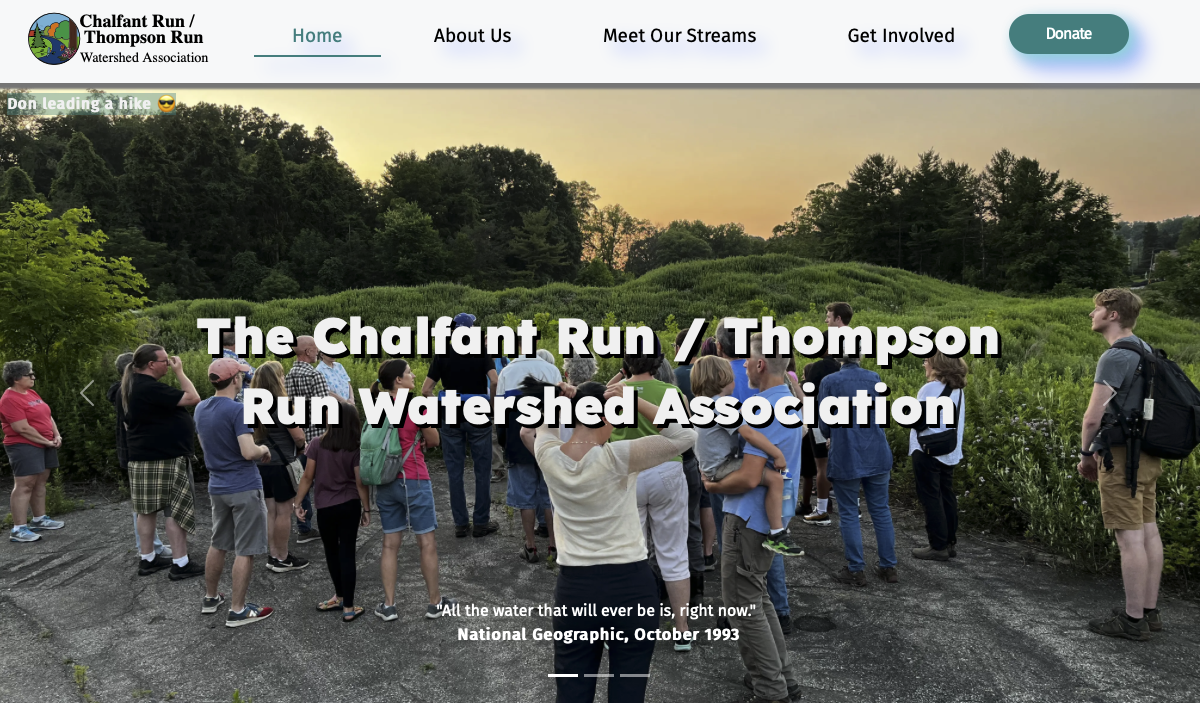 Chalfant Run /
Thompson Run
Watershed Association
Home
About Us
Meet Our Streams
Get Involved
Donate
Don leading a hike 😎
The Chalfant Run / Thompson
Run Watershed Association
"All the water that will ever be is, right now."
National Geographic, October 1993